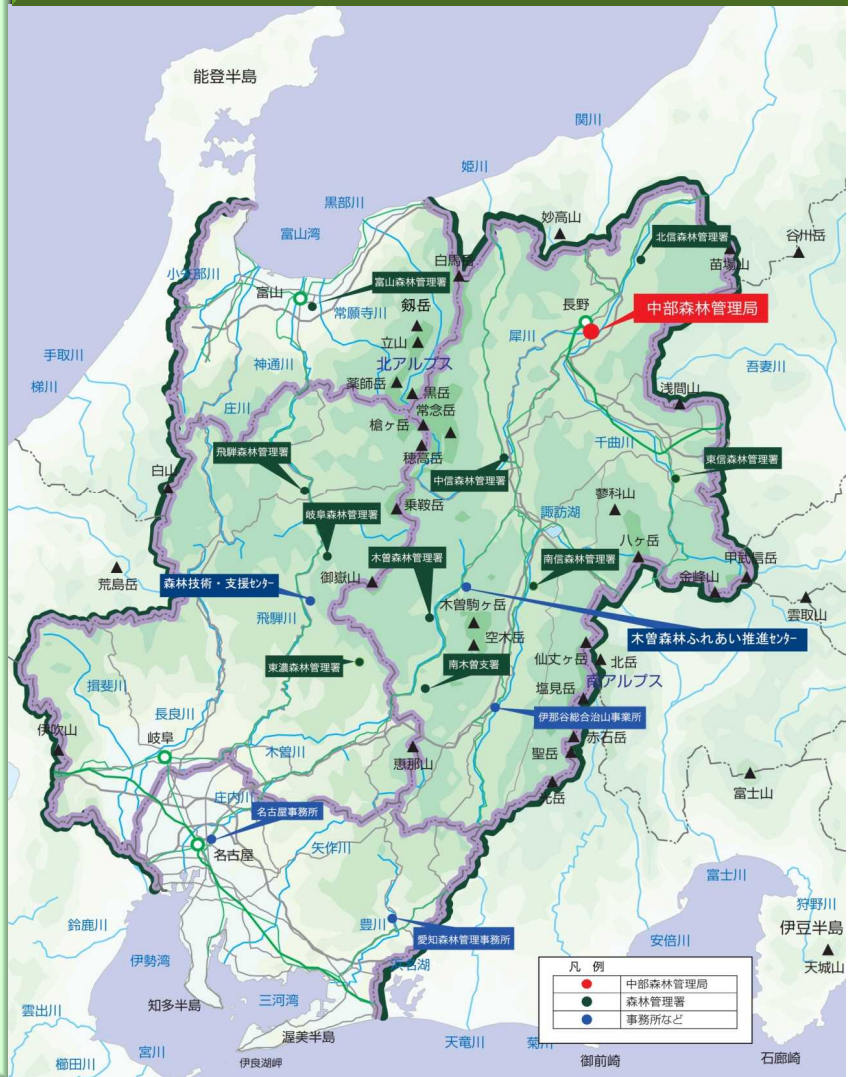 能登半島
関川
姫川
黒部川
妙高山
北信森林管理署
谷川岳
富山湾
苗場山
小矢部川
富山
富山森林管理署
長野
中部森林管理局
常願寺川
剱岳
犀川
手取川
立山
吾妻川
神通川
北アルプス
梯川
薬師岳
黒岳
浅間山
庄川
常念岳
槍ヶ岳
千曲川
飛騨森林管理署
穂高岳
東信森林管理署
白山
中信森林管理署
乗鞍岳
蓼科山
岐阜森林管理署
諏訪湖
木曽森林管理署
八ヶ岳
甲武信岳
荒島岳
御嶽山
南信森林管理署
金峰山
森林技術・支援センター
雲取山
木曽駒ヶ岳
飛騨川
空木岳
木曽森林ふれあい推進センター
仙丈ヶ岳
北岳
東濃森林管理署
南木曽支署
南アルプス
揖斐川
塩見岳
長良川
伊那谷総合治山事業所
伊吹山
岐阜
木曽川
赤石岳
恵那山
聖岳
富士山
庄内川
名古屋事務所
矢作川
名古屋
富士川
狩野川
鈴鹿川
豊川
伊豆半島
愛知森林管理事務所
安倍川
伊勢湾
天城山
凡例
中部森林管理局
森林管理署
事務所など
知多半島
三河湾
雲出川
渥美半島
天竜川
菊川
宮川
御前崎
石廊崎
櫛田川
伊良湖岬